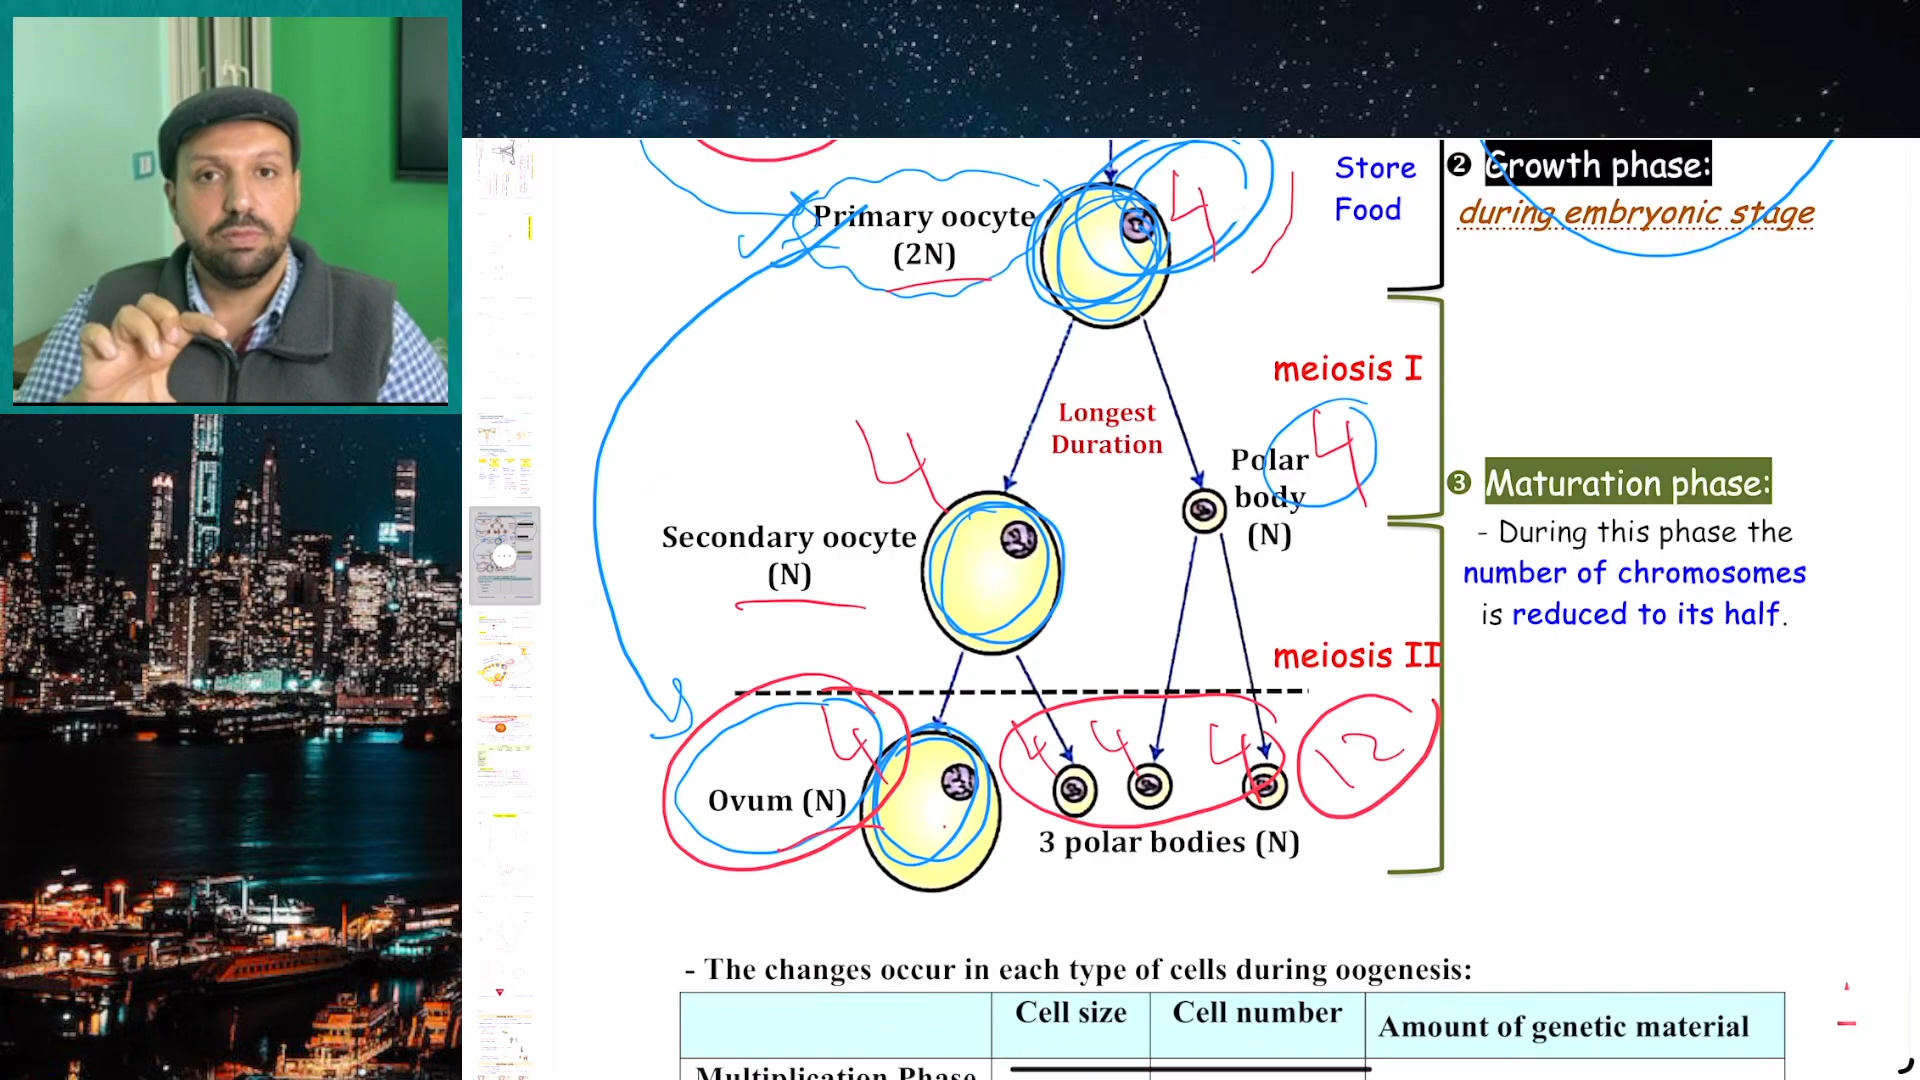 Store
Food
❷ Growth phase:
during embryonic stage
Primary oocyte
(2N)
4
meiosis I
Longest
Duration
4
4
Polar
body
(N)
Secondary oocyte
(N)
❸ Maturation phase:
- During this phase the
number of chromosomes
is reduced to its half.
meiosis II
4
4 4 4
12
Ovum (N)
3 polar bodies (N)
- The changes occur in each type of cells during oogenesis:
Cell size Cell number Amount of genetic material
Multiplication Phase